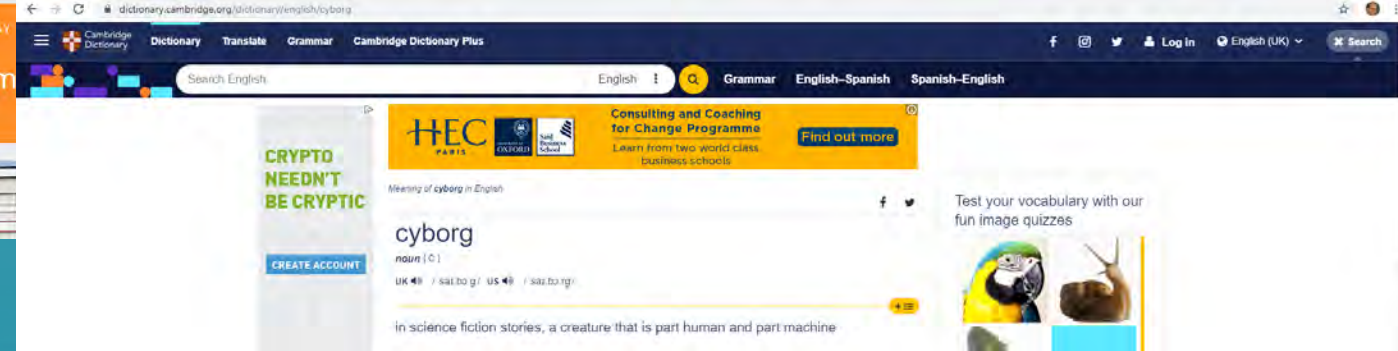 dictionary.cambridge.org/dictionary/english/cyborg
AY
m
Cambridge
Dictionary
Dictionary Translate Grammar Cambridge Dictionary Plus Log in English (UK) Search
Search English English Grammar English–Spanish Spanish–English
CRYPTO
NEEDN'T
BE CRYPTIC
CREATE ACCOUNT
HEC
PARIS
UNIVERSITY OF
OXFORD
Saïd
Business
School
Consulting and Coaching
for Change Programme
Learn from two world class
business schools
Find out more
Meaning of cyborg in English
cyborg
noun [ C ]
UK US
in science fiction stories, a creature that is part human and part machine
Test your vocabulary with our
fun image quizzes